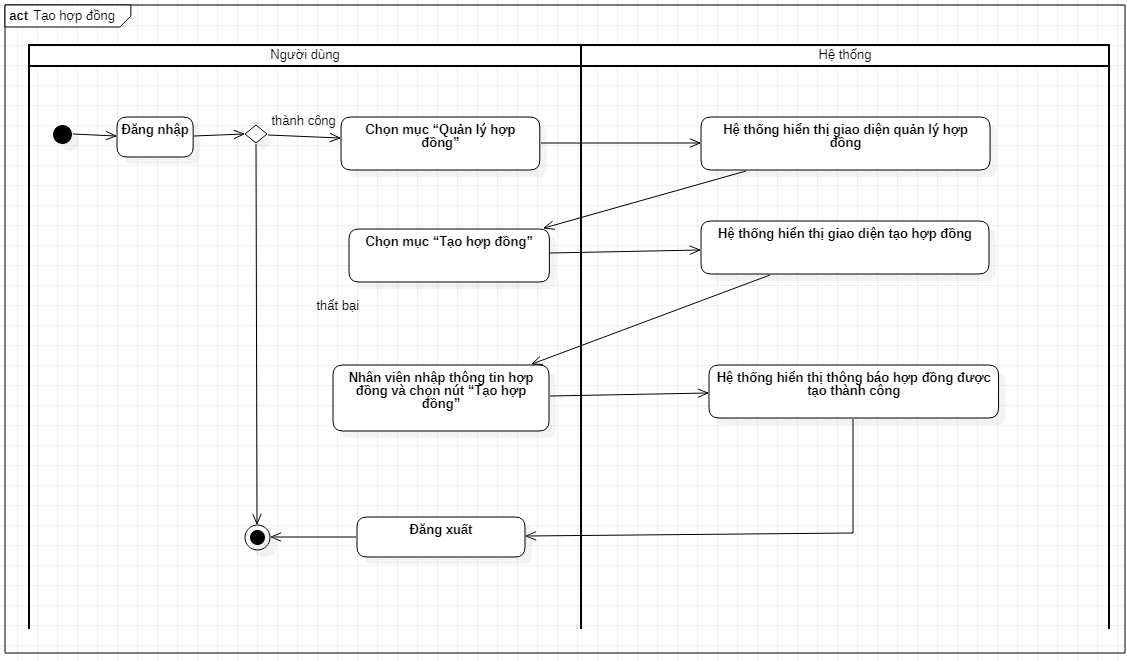 act Tạo hợp đồng
Người dùng
Hệ thống
Đăng nhập
thành công
Chọn mục “Quản lý hợp
đồng”
Hệ thống hiển thị giao diện quản lý hợp
đồng
Chọn mục “Tạo hợp đồng”
Hệ thống hiển thị giao diện tạo hợp đồng
thất bại
Nhân viên nhập thông tin hợp
đồng và chọn nút “Tạo hợp
đồng”
Hệ thống hiển thị thông báo hợp đồng được
tạo thành công
Đăng xuất